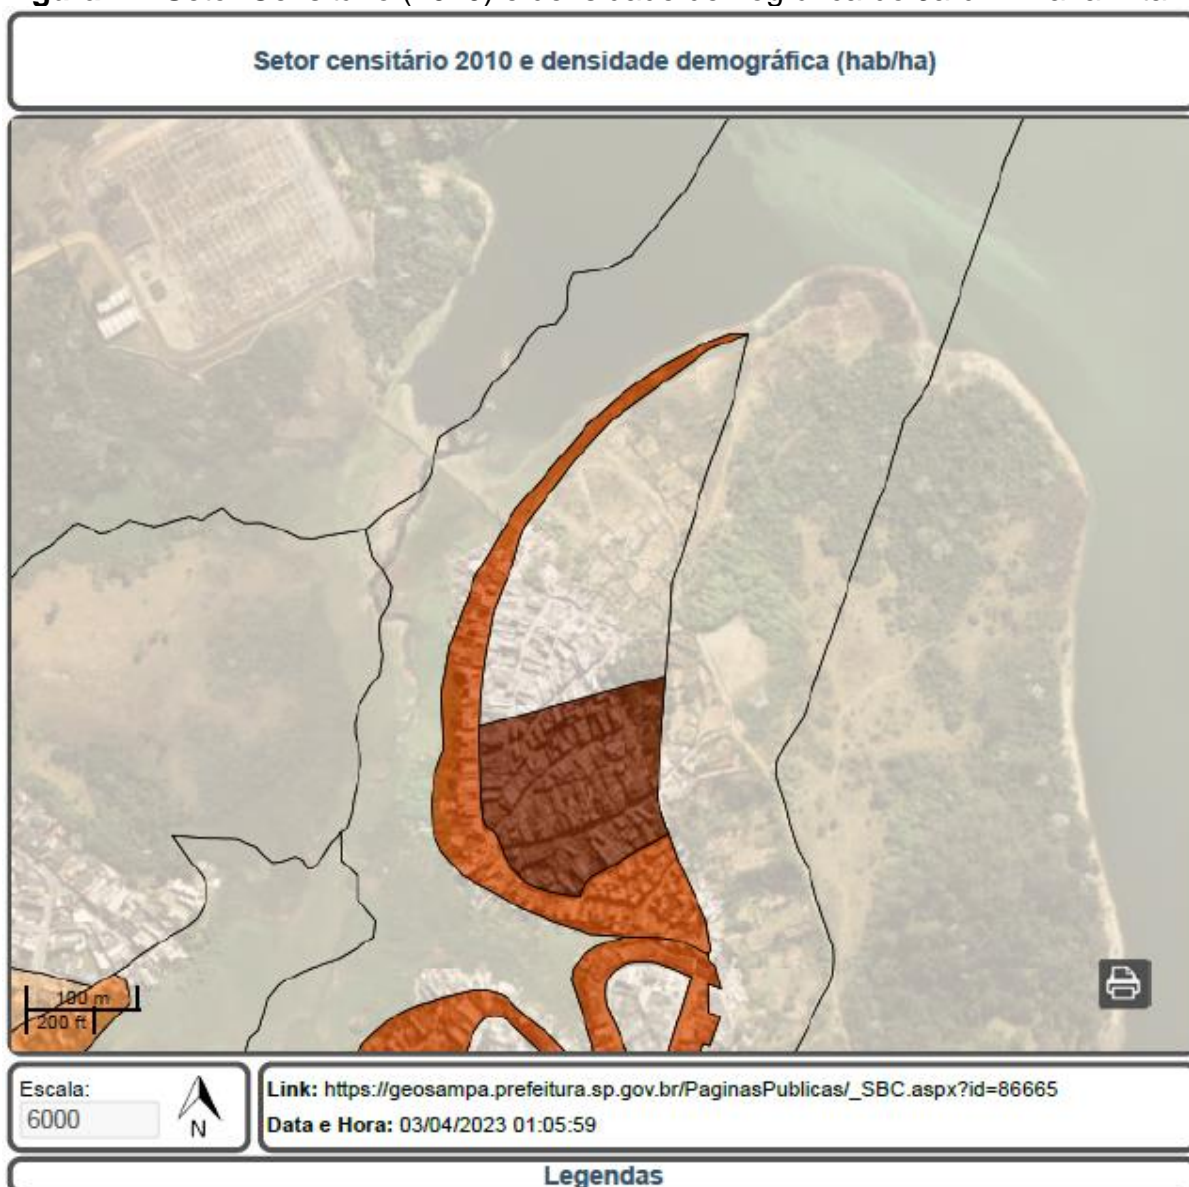 Setor censitário 2010 e densidade demográfica (hab/ha)
100 m
200 ft
Escala:
6000
N
Link: https://geosampa.prefeitura.sp.gov.br/PaginasPublicas/_SBC.aspx?id=86665
Data e Hora: 03/04/2023 01:05:59
Legendas